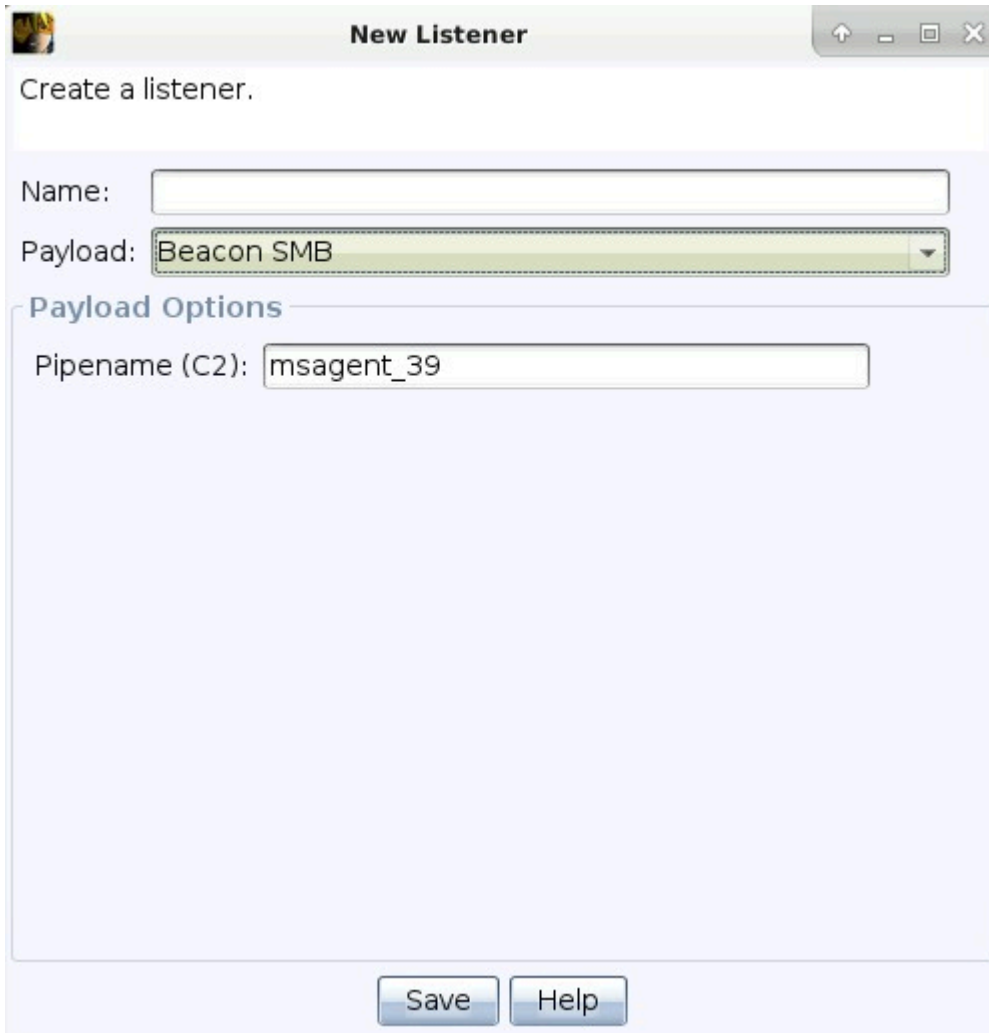 New Listener
Create a listener.
Name:
Payload: Beacon SMB
Payload Options
Pipename (C2): msagent_39
Save Help